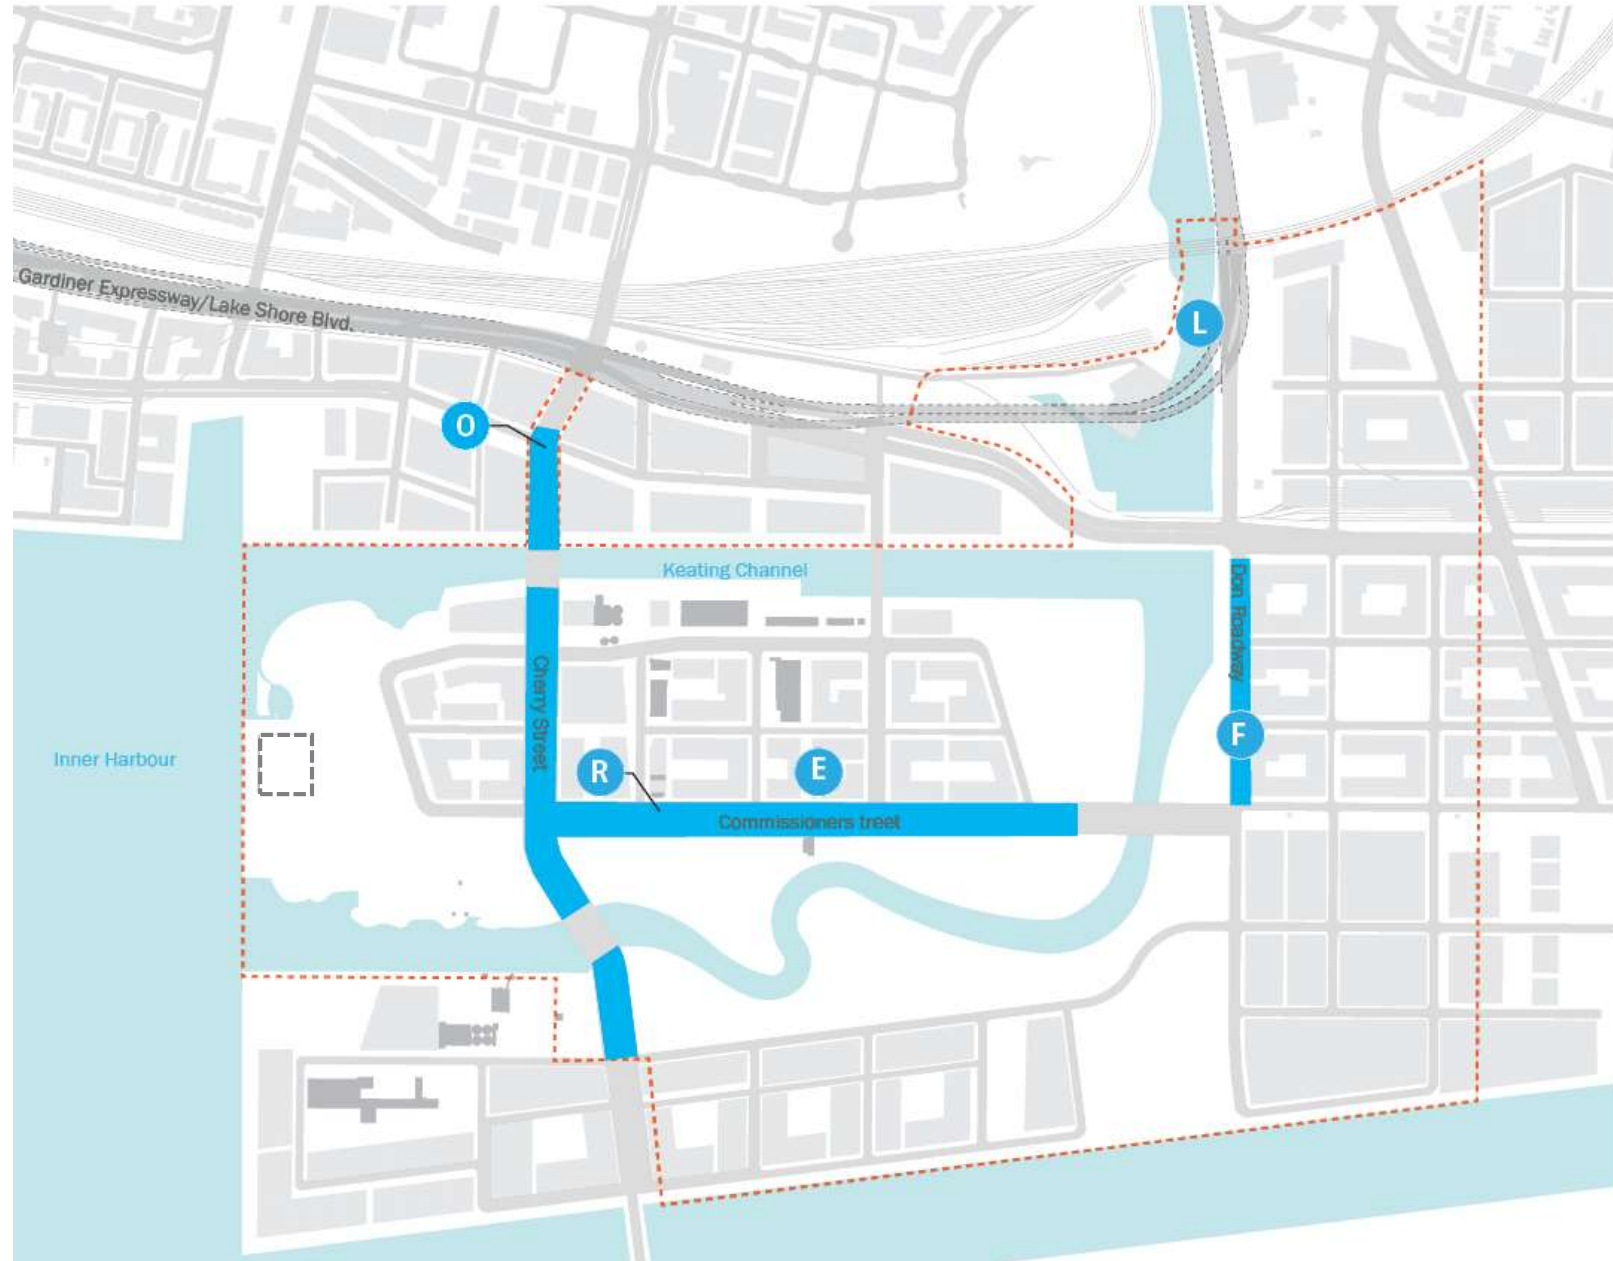 Gardiner Expressway/Lake Shore Blvd.
L
O
Keating Channel
Don Roadway
Cherry Street
F
Inner Harbour
R
E
Commissioners treet